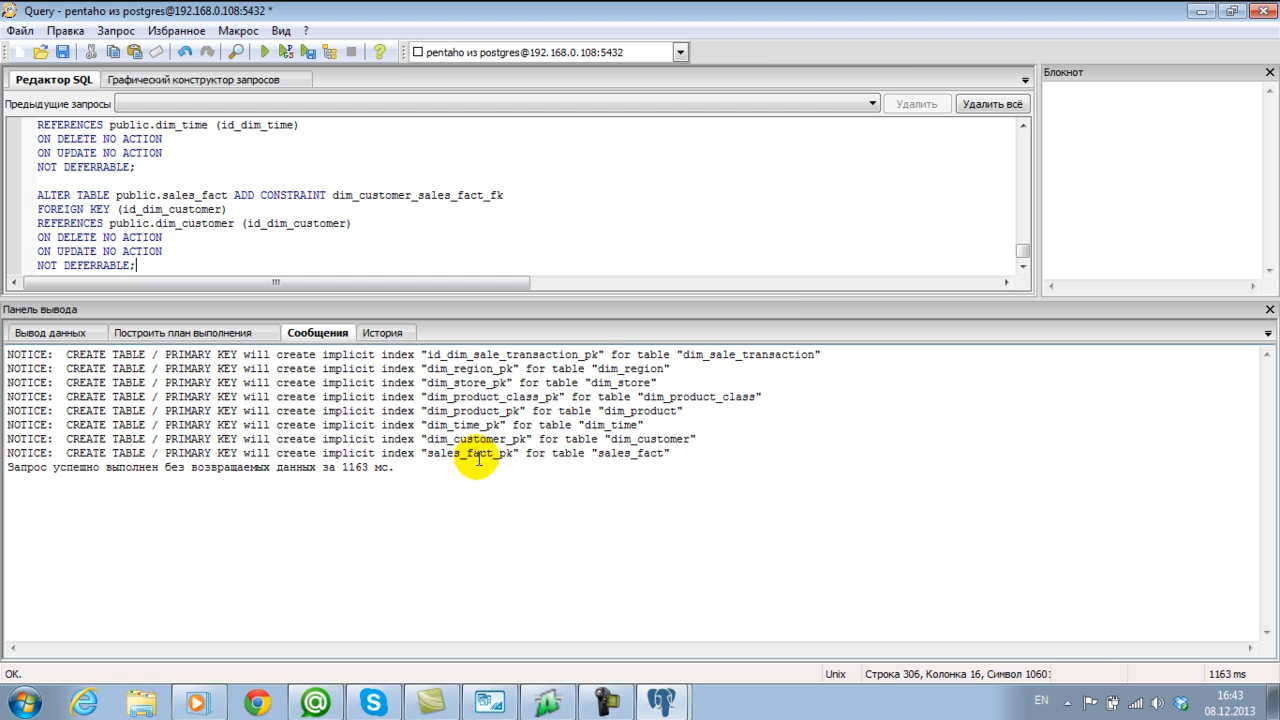 Query - pentaho из postgres@192.168.0.108:5432 *
Файл Правка Запрос Избранное Макрос Вид ?
pentaho из postgres@192.168.0.108:5432
Редактор SQL Графический конструктор запросов
Блокнот
Предыдущие запросы Удалить Удалить всё
REFERENCES public.dim_time (id_dim_time)
ON DELETE NO ACTION
ON UPDATE NO ACTION
NOT DEFERRABLE;
ALTER TABLE public.sales_fact ADD CONSTRAINT dim_customer_sales_fact_fk
FOREIGN KEY (id_dim_customer)
REFERENCES public.dim_customer (id_dim_customer)
ON DELETE NO ACTION
ON UPDATE NO ACTION
NOT DEFERRABLE;
Панель вывода
Вывод данных Построить план выполнения Сообщения История
NOTICE:  CREATE TABLE / PRIMARY KEY will create implicit index "id_dim_sale_transaction_pk" for table "dim_sale_transaction"
NOTICE:  CREATE TABLE / PRIMARY KEY will create implicit index "dim_region_pk" for table "dim_region"
NOTICE:  CREATE TABLE / PRIMARY KEY will create implicit index "dim_store_pk" for table "dim_store"
NOTICE:  CREATE TABLE / PRIMARY KEY will create implicit index "dim_product_class_pk" for table "dim_product_class"
NOTICE:  CREATE TABLE / PRIMARY KEY will create implicit index "dim_product_pk" for table "dim_product"
NOTICE:  CREATE TABLE / PRIMARY KEY will create implicit index "dim_time_pk" for table "dim_time"
NOTICE:  CREATE TABLE / PRIMARY KEY will create implicit index "dim_customer_pk" for table "dim_customer"
NOTICE:  CREATE TABLE / PRIMARY KEY will create implicit index "sales_fact_pk" for table "sales_fact"
Запрос успешно выполнен без возвращаемых данных за 1163 мс.
OK. Unix Строка 306, Колонка 16, Символ 10601 1163 ms
EN 16:43
08.12.2013